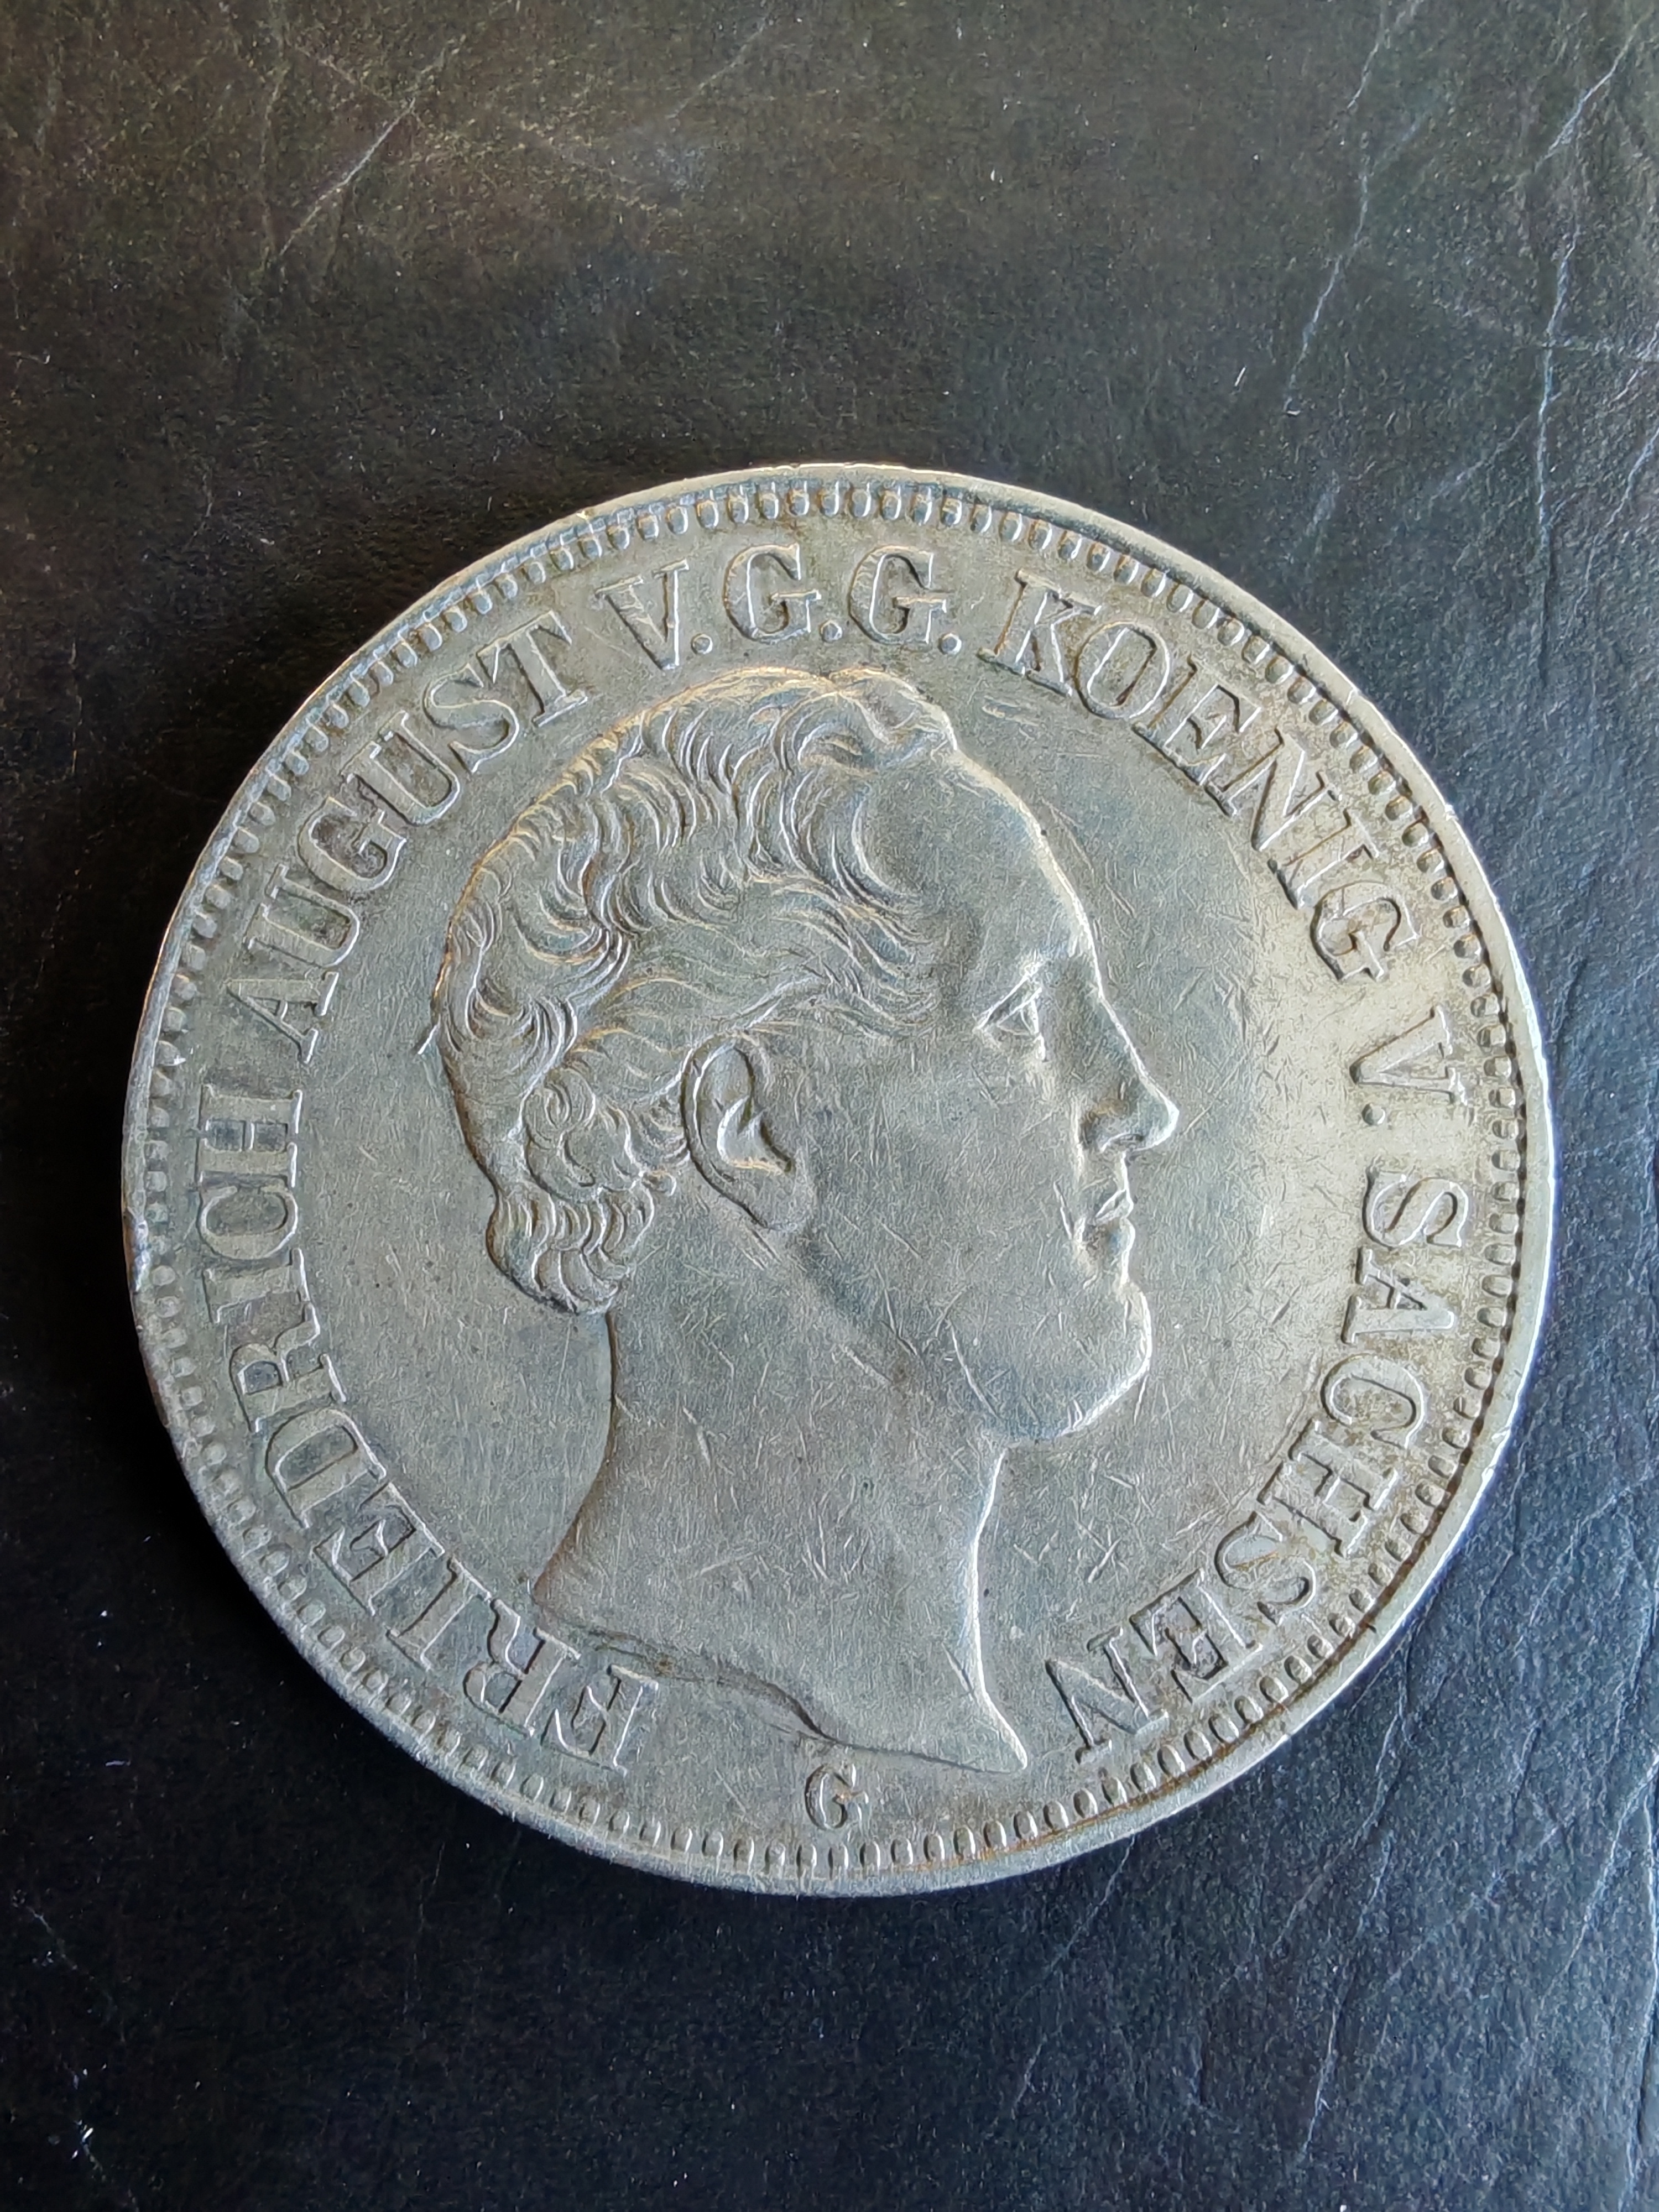 FRIEDRICH AUGUST V.G.G. KOENIG V. SACHSEN
G